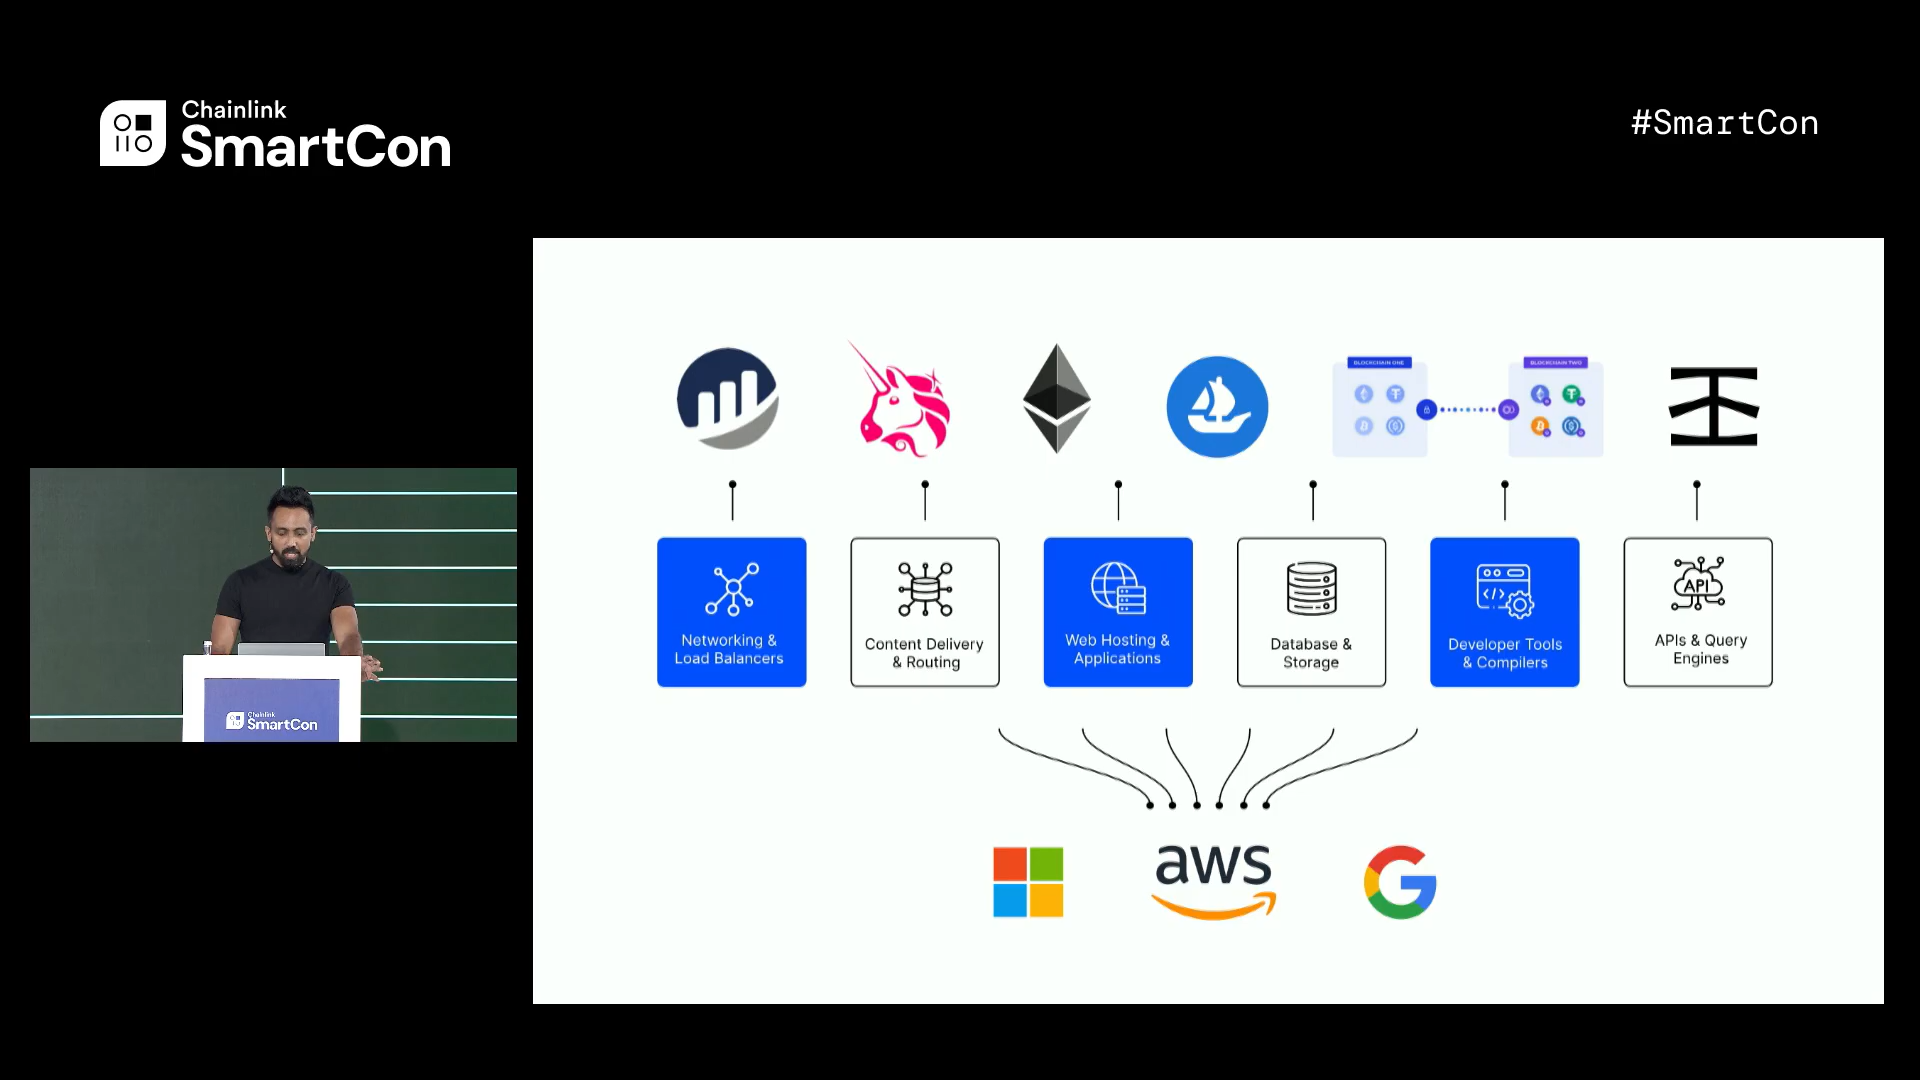 Chainlink
SmartCon
#SmartCon
BLOCKCHAIN ONE
BLOCKCHAIN TWO
Networking &
Load Balancers
Content Delivery
& Routing
Web Hosting &
Applications
Database &
Storage
Developer Tools
& Compilers
API
APIs & Query
Engines
aws
Chainlink
SmartCon